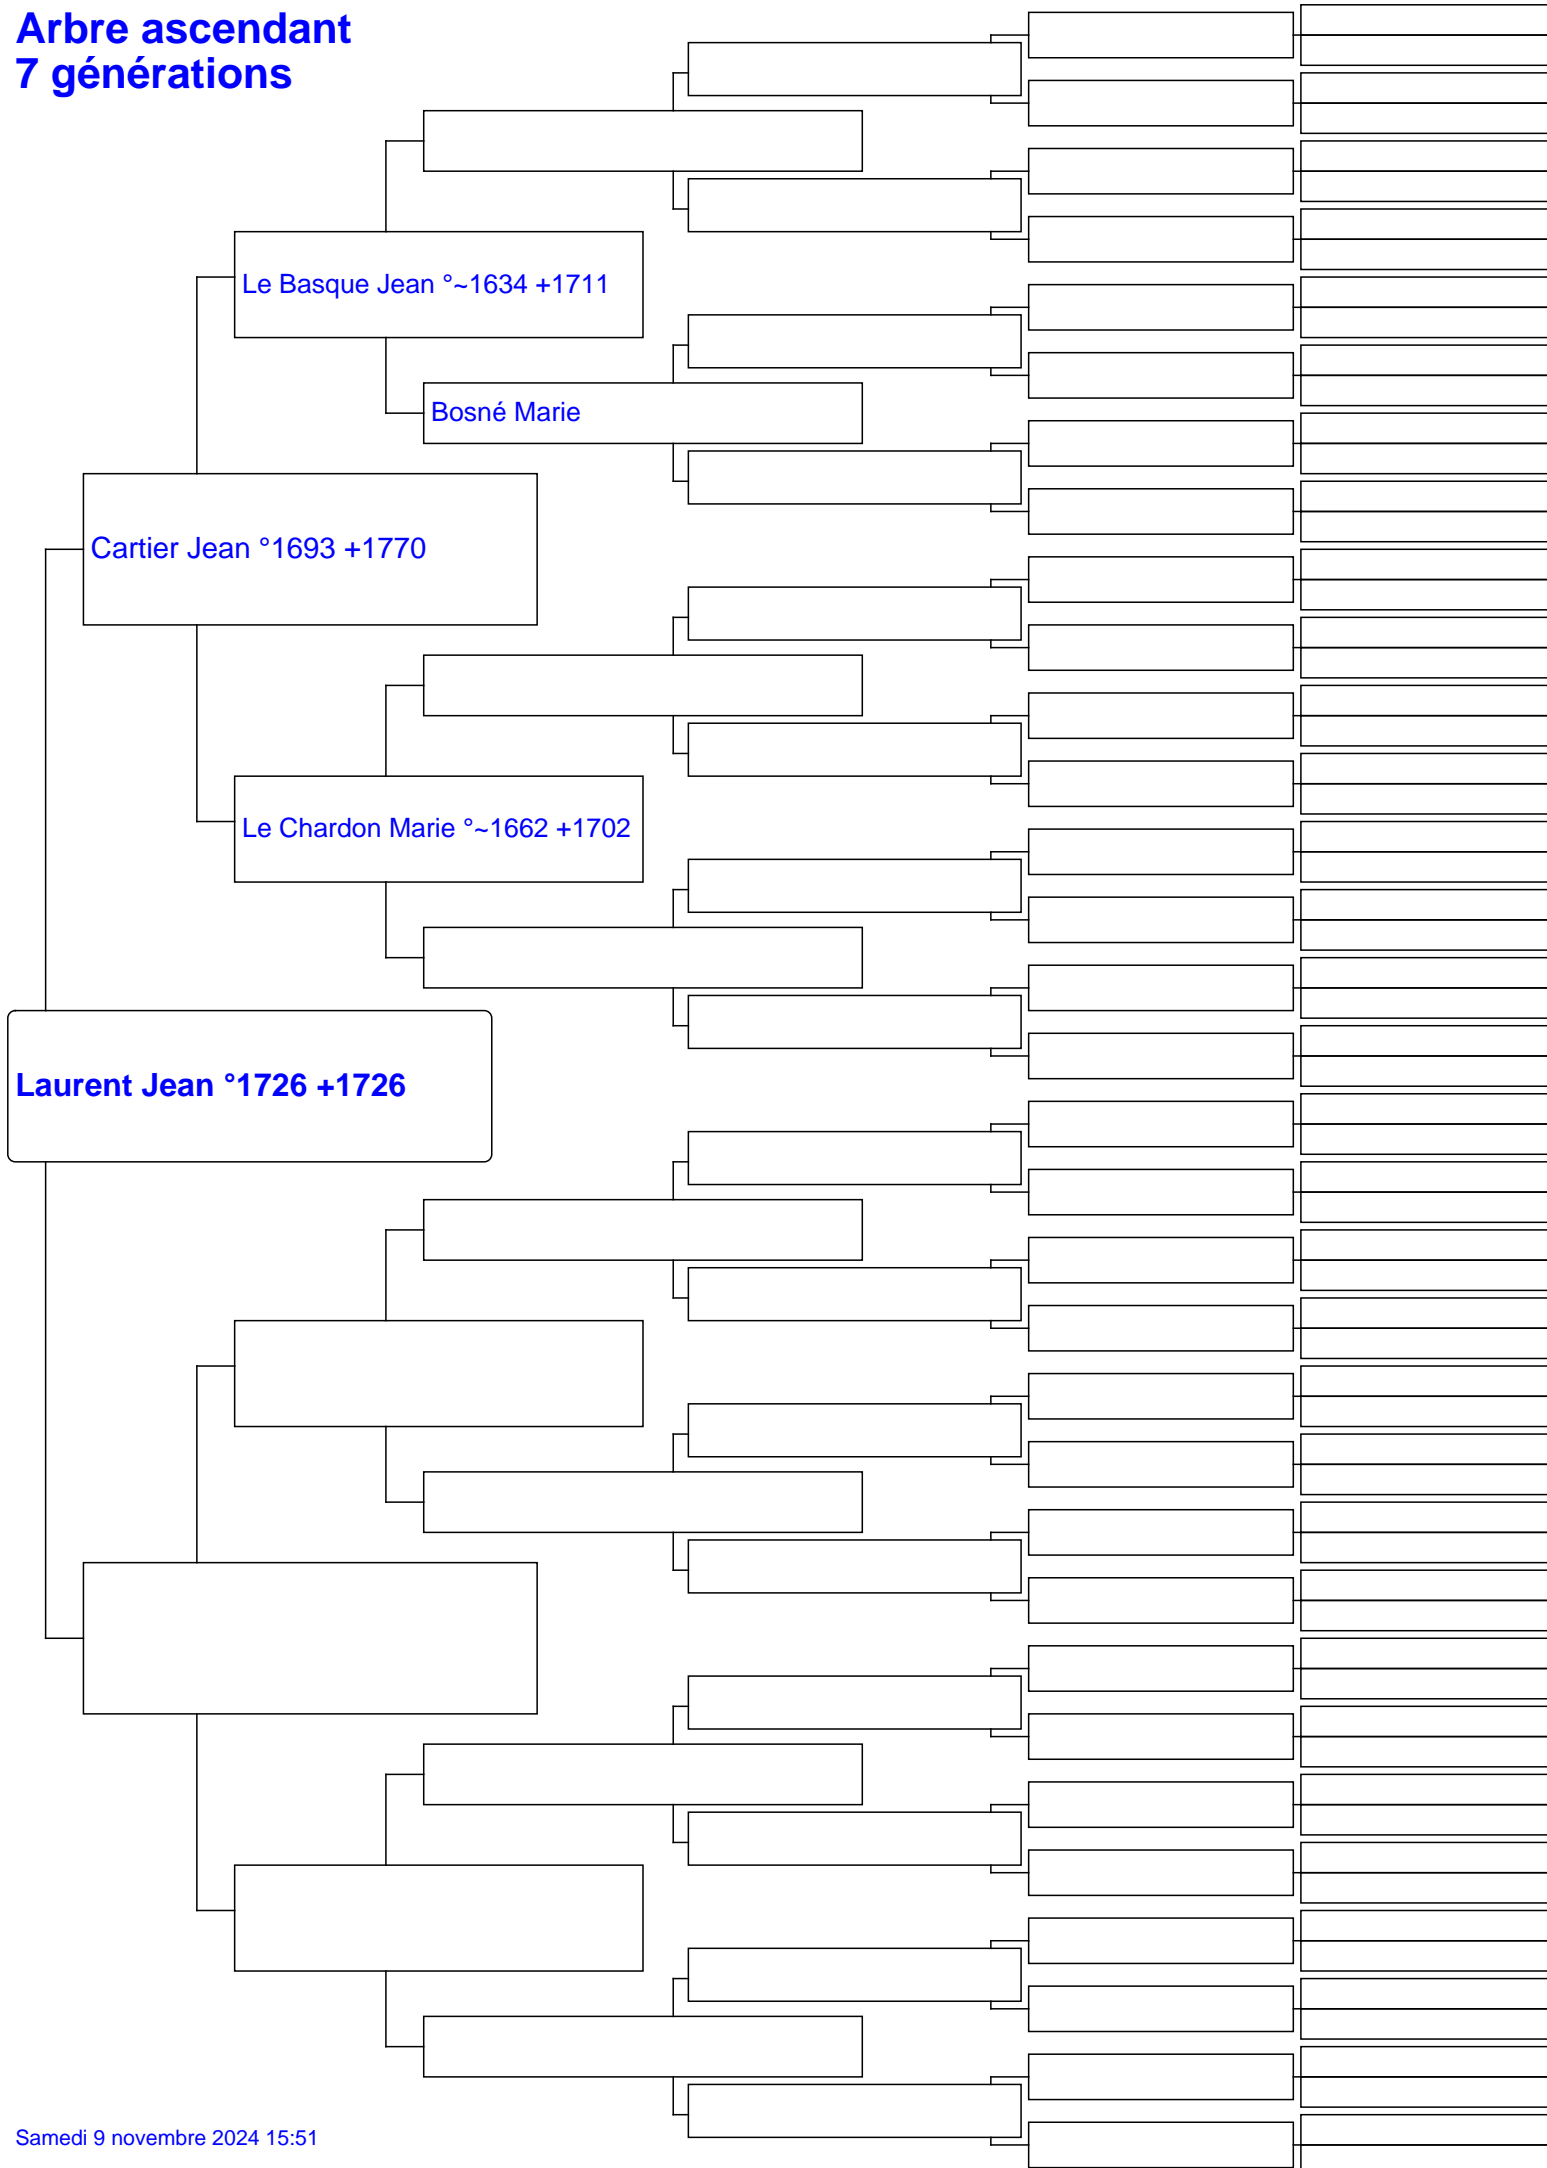 Arbre ascendant
7 générations
Le Basque Jean °~1634 +1711
Bosné Marie
Cartier Jean °1693 +1770
Le Chardon Marie °~1662 +1702
Laurent Jean °1726 +1726
Samedi 9 novembre 2024 15:51